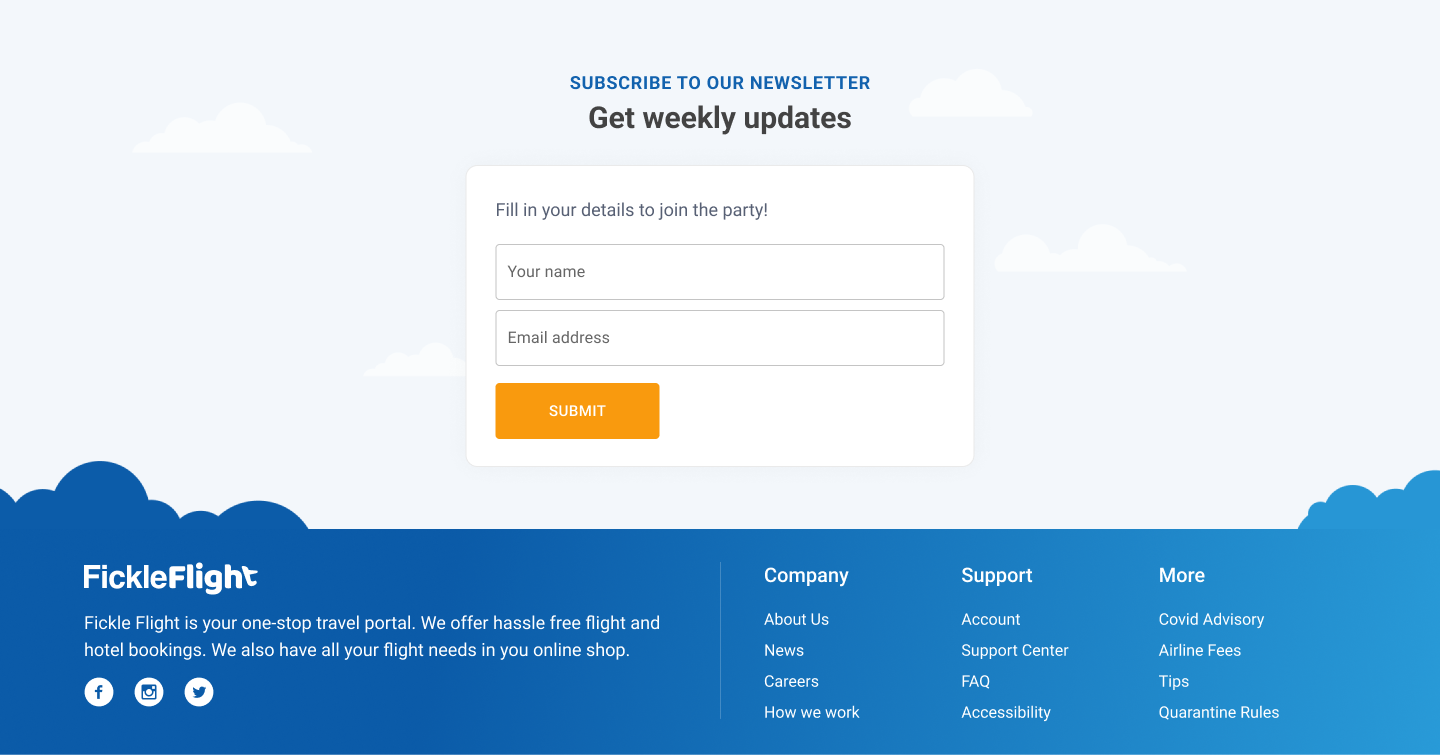 SUBSCRIBE TO OUR NEWSLETTER
Get weekly updates
Fill in your details to join the party!
Your name
Email address
SUBMIT
FickleFlight
Fickle Flight is your one-stop travel portal. We offer hassle free flight and
hotel bookings. We also have all your flight needs in you online shop.
Company
About Us
News
Careers
How we work
Support
Account
Support Center
FAQ
Accessibility
More
Covid Advisory
Airline Fees
Tips
Quarantine Rules